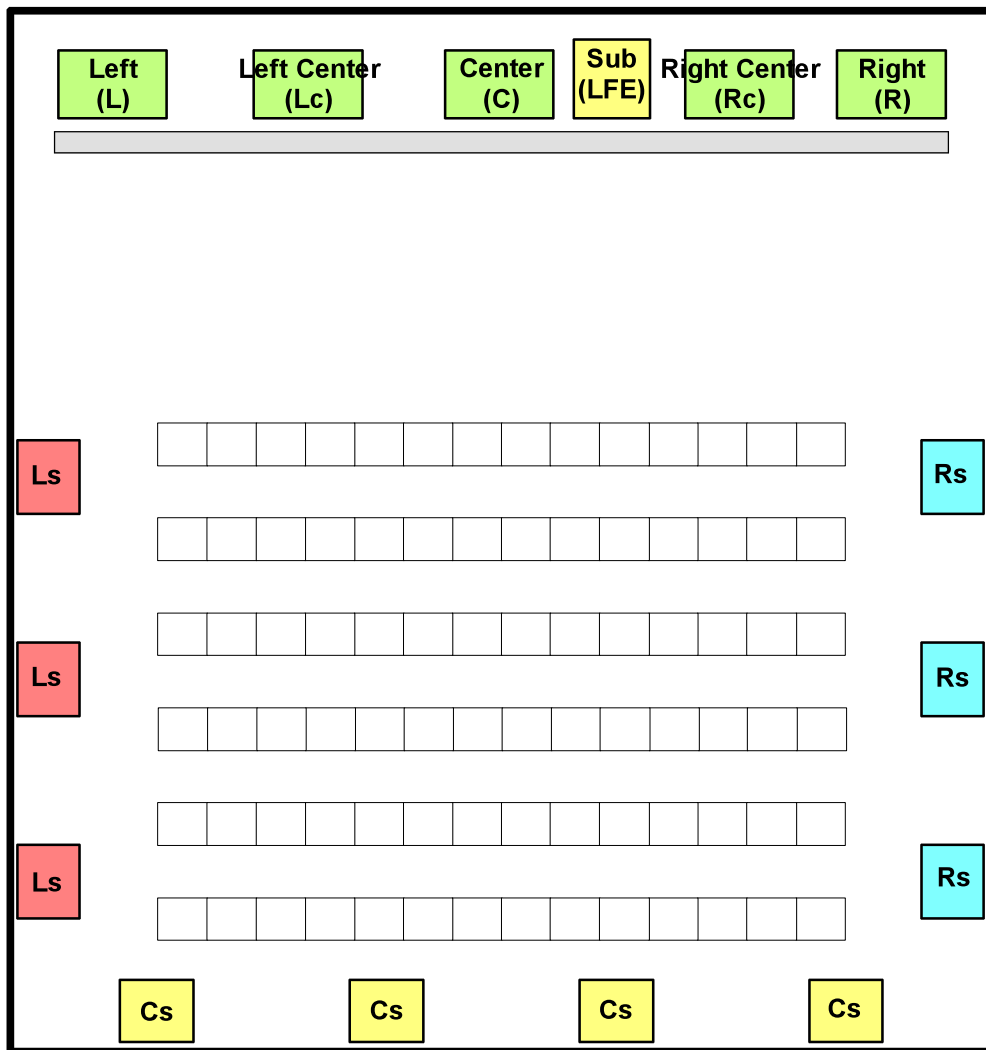 Left
(L)
Left Center
(Lc)
Center
(C)
Sub
(LFE)
Right Center
(Rc)
Right
(R)
Ls
Rs
Ls
Rs
Ls
Rs
Cs
Cs
Cs
Cs